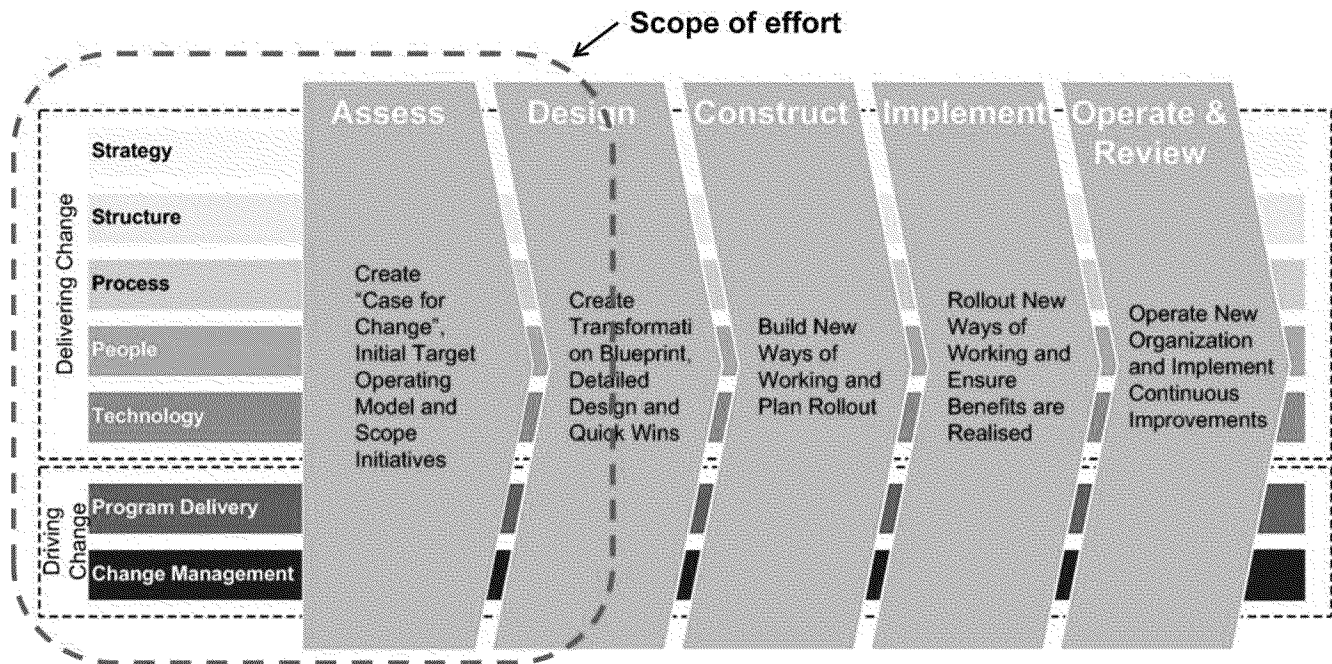 Scope of effort
Assess
Design
Construct
Implement
Operate &
Review
Delivering Change
Strategy
Structure
Process
People
Technology
Driving
Change
Program Delivery
Change Management
Create
“Case for
Change”,
Initial Target
Operating
Model and
Scope
Initiatives
Create
Transformati
on Blueprint,
Detailed
Design and
Quick Wins
Build New
Ways of
Working and
Plan Rollout
Rollout New
Ways of
Working and
Ensure
Benefits are
Realised
Operate New
Organization
and Implement
Continuous
Improvements